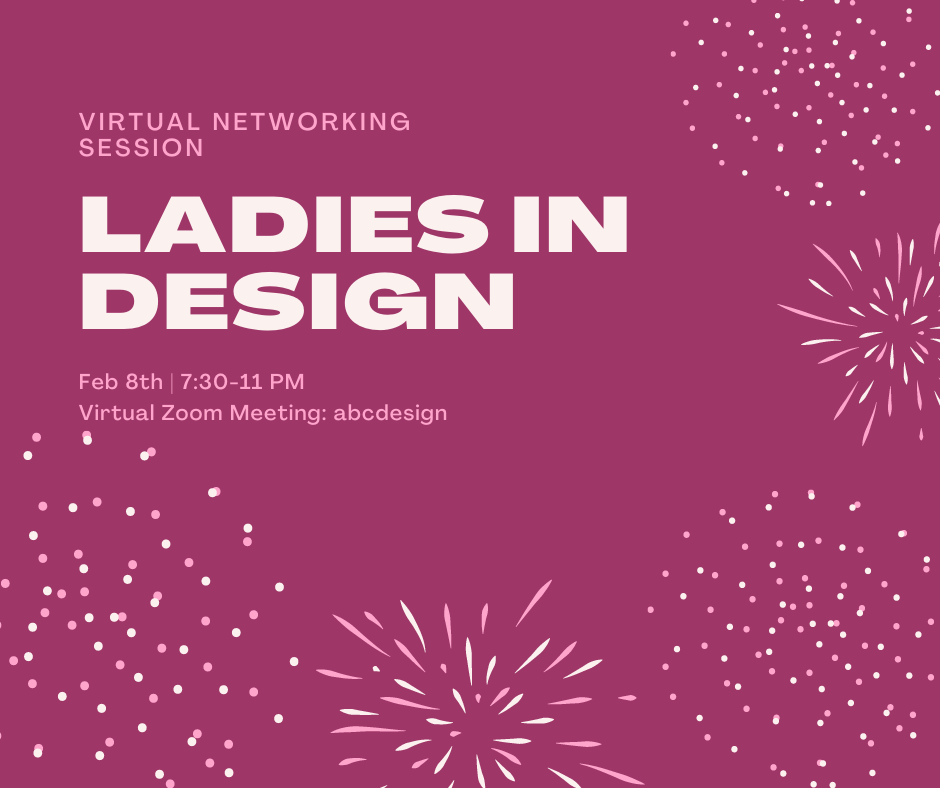 VIRTUAL NETWORKING
SESSION
LADIES IN
DESIGN
Feb 8th | 7:30-11 PM
Virtual Zoom Meeting: abcdesign